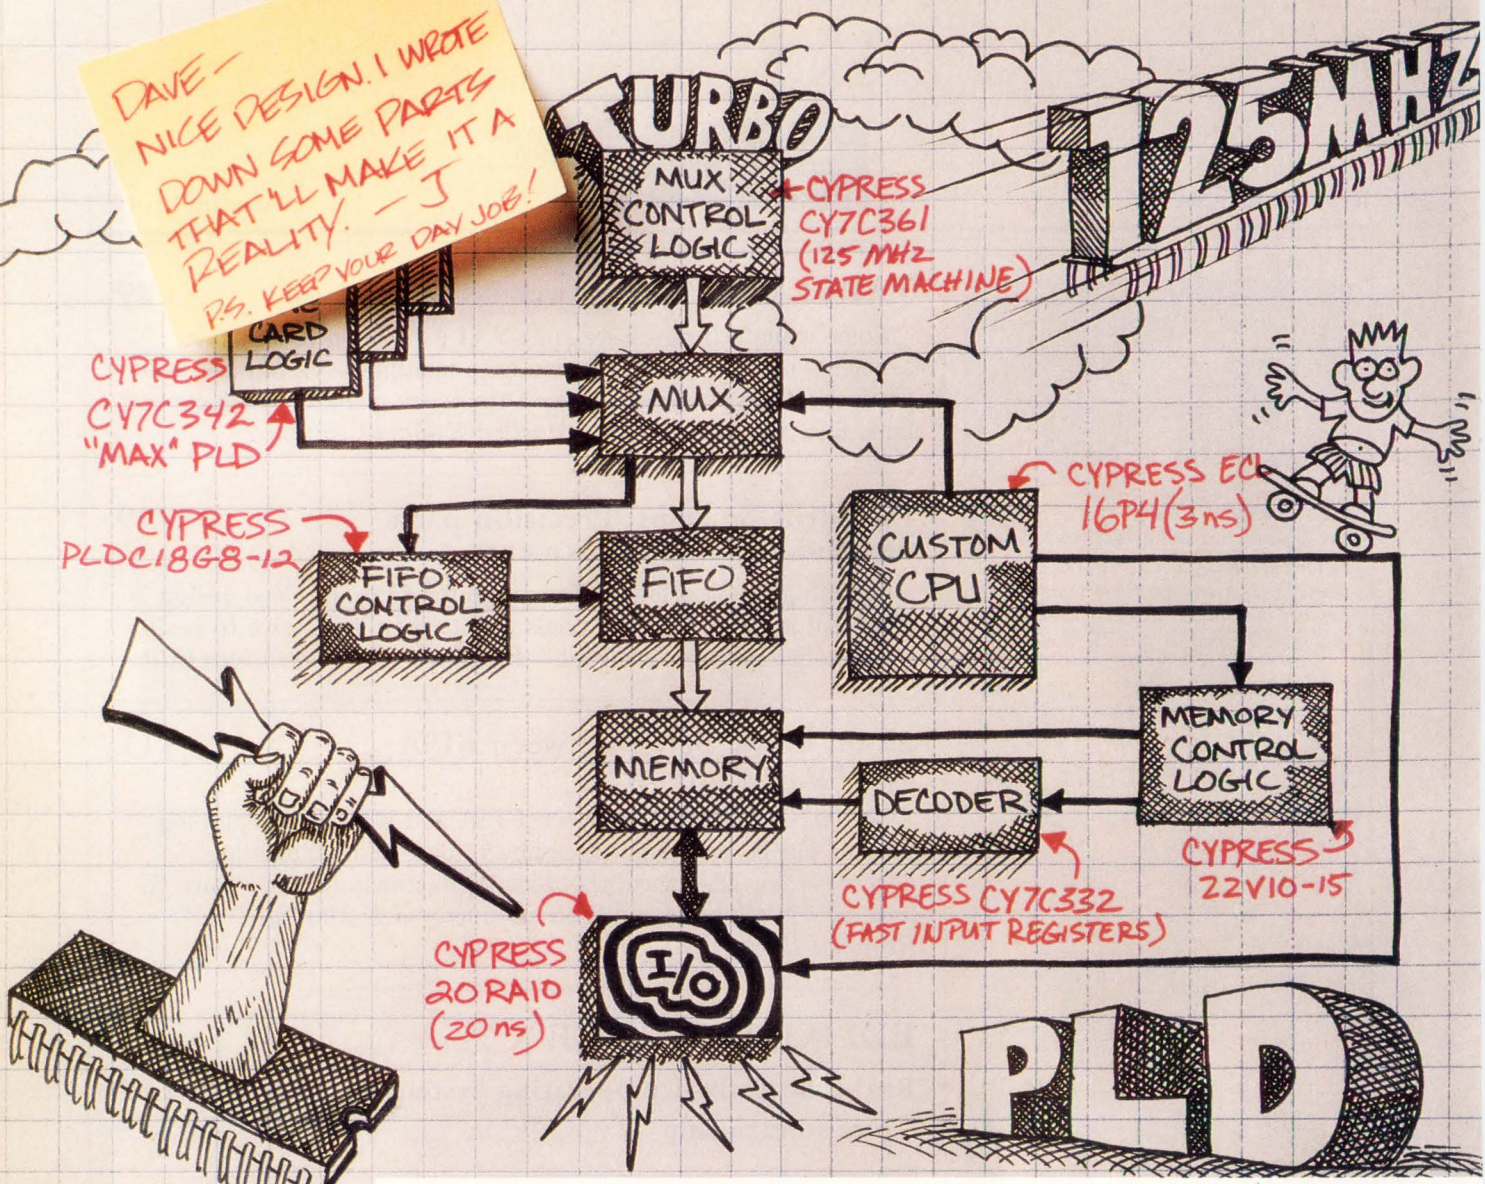 DAVE—
NICE DESIGN. I WROTE
DOWN SOME PARTS
THAT'LL MAKE IT A
REALITY. — J
P.S. KEEP YOUR DAY JOB!
TURBO
125MHz
MUX
CONTROL
LOGIC
CYPRESS
CY7C361
(125 MHz
STATE MACHINE)
CARD
LOGIC
CYPRESS
CY7C342
"MAX" PLD
MUX
CYPRESS ECL
16P4 (3ns)
CYPRESS
PLDC18G8-12
FIFO
CONTROL
LOGIC
FIFO
CUSTOM
CPU
MEMORY
MEMORY
CONTROL
LOGIC
DECODER
CYPRESS
22V10-15
CYPRESS CY7C332
(FAST INPUT REGISTERS)
CYPRESS
20RA10
(20ns)
I/O
PLD